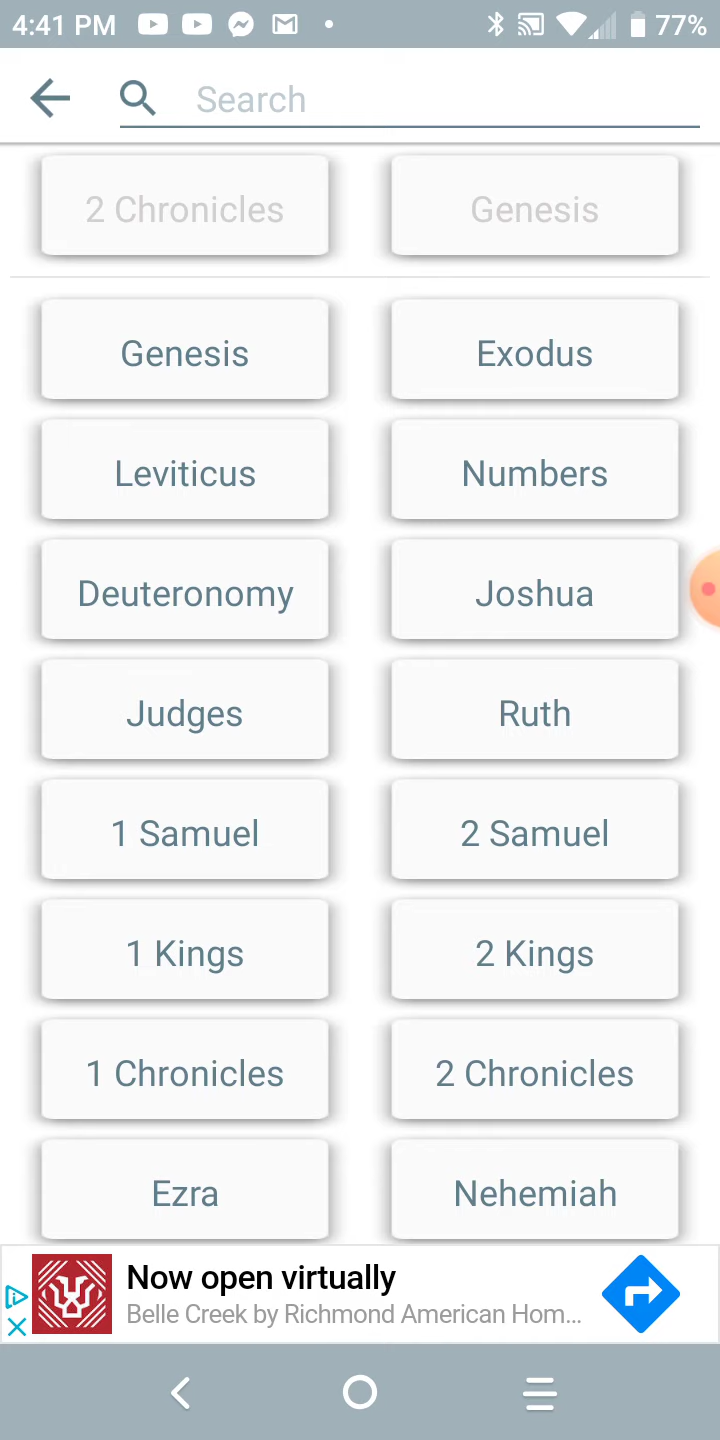 4:41 PM 77%
Search
2 Chronicles Genesis
Genesis Exodus
Leviticus Numbers
Deuteronomy Joshua
Judges Ruth
1 Samuel 2 Samuel
1 Kings 2 Kings
1 Chronicles 2 Chronicles
Ezra Nehemiah
Now open virtually
Belle Creek by Richmond American Hom...